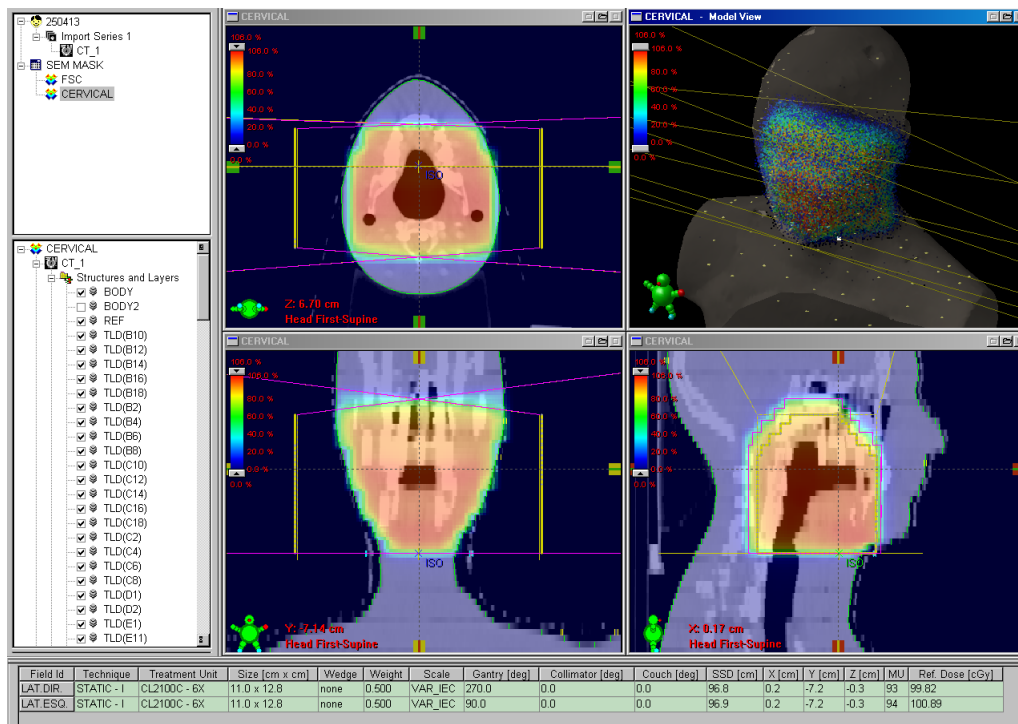 250413
Import Series 1
CT_1
SEM MASK
FSC
CERVICAL
CERVICAL
CT_1
Structures and Layers
BODY
BODY2
REF
TLD(B10)
TLD(B12)
TLD(B14)
TLD(B16)
TLD(B18)
TLD(B2)
TLD(B4)
TLD(B6)
TLD(B8)
TLD(C10)
TLD(C12)
TLD(C14)
TLD(C16)
TLD(C18)
TLD(C2)
TLD(C4)
TLD(C6)
TLD(C8)
TLD(D1)
TLD(D2)
TLD(E1)
TLD(E11)
CERVICAL
80.0 %
60.0 %
40.0 %
20.0 %
0.0 %
ISO
Z: 6.70 cm
Head First-Supine
CERVICAL - Model View
80.0 %
60.0 %
40.0 %
20.0 %
0.0 %
CERVICAL
80.0 %
60.0 %
40.0 %
20.0 %
0.0 %
ISO
Y: -7.14 cm
Head First-Supine
CERVICAL
80.0 %
60.0 %
40.0 %
20.0 %
0.0 %
ISO
X: 0.17 cm
Head First-Supine
Field Id Technique Treatment Unit Size [cm x cm] Wedge Weight Scale Gantry [deg] Collimator [deg] Couch [deg] SSD [cm] X [cm] Y [cm] Z [cm] MU Ref. Dose [cGy]
LAT.DIR. STATIC - I CL2100C - 6X 11.0 x 12.8 none 0.500 VAR_IEC 270.0 0.0 0.0 96.8 0.2 -7.2 -0.3 93 99.82
LAT.ESQ. STATIC - I CL2100C - 6X 11.0 x 12.8 none 0.500 VAR_IEC 90.0 0.0 0.0 96.9 0.2 -7.2 -0.3 94 100.89